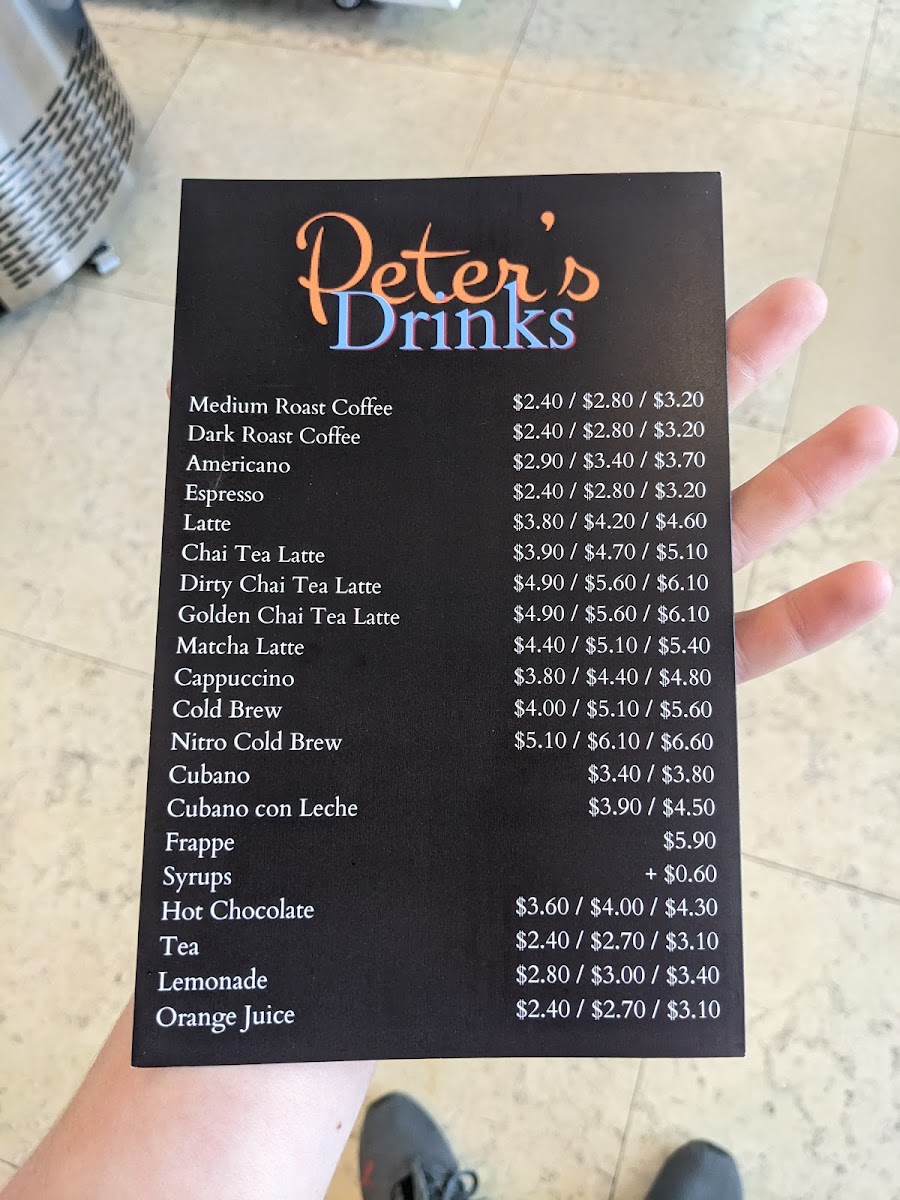 Peter's
Drinks
Medium Roast Coffee $2.40 / $2.80 / $3.20
Dark Roast Coffee $2.40 / $2.80 / $3.20
Americano $2.90 / $3.40 / $3.70
Espresso $2.40 / $2.80 / $3.20
Latte $3.80 / $4.20 / $4.60
Chai Tea Latte $3.90 / $4.70 / $5.10
Dirty Chai Tea Latte $4.90 / $5.60 / $6.10
Golden Chai Tea Latte $4.90 / $5.60 / $6.10
Matcha Latte $4.40 / $5.10 / $5.40
Cappuccino $3.80 / $4.40 / $4.80
Cold Brew $4.00 / $5.10 / $5.60
Nitro Cold Brew $5.10 / $6.10 / $6.60
Cubano $3.40 / $3.80
Cubano con Leche $3.90 / $4.50
Frappe $5.90
Syrups + $0.60
Hot Chocolate $3.60 / $4.00 / $4.30
Tea $2.40 / $2.70 / $3.10
Lemonade $2.80 / $3.00 / $3.40
Orange Juice $2.40 / $2.70 / $3.10